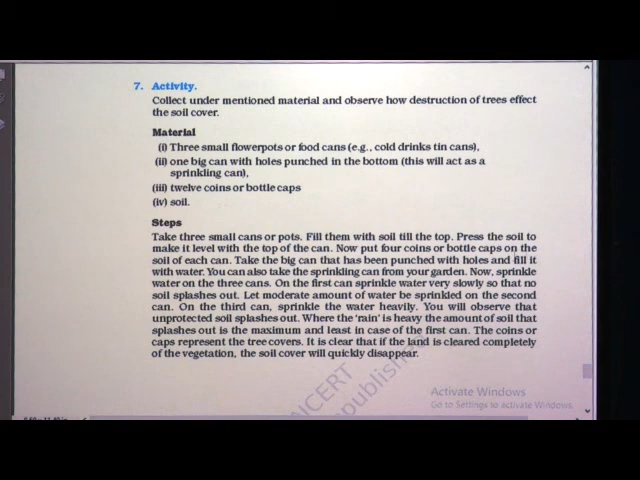 7. Activity.
Collect under mentioned material and observe how destruction of trees effect
the soil cover.
Material
(i) Three small flowerpots or food cans (e.g., cold drinks tin cans),
(ii) one big can with holes punched in the bottom (this will act as a
sprinkling can),
(iii) twelve coins or bottle caps
(iv) soil.
Steps
Take three small cans or pots. Fill them with soil till the top. Press the soil to
make it level with the top of the can. Now put four coins or bottle caps on the
soil of each can. Take the big can that has been punched with holes and fill it
with water. You can also take the sprinkling can from your garden. Now, sprinkle
water on the three cans. On the first can sprinkle water very slowly so that no
soil splashes out. Let moderate amount of water be sprinkled on the second
can. On the third can, sprinkle the water heavily. You will observe that
unprotected soil splashes out. Where the 'rain' is heavy the amount of soil that
splashes out is the maximum and least in case of the first can. The coins or
caps represent the tree covers. It is clear that if the land is cleared completely
of the vegetation, the soil cover will quickly disappear.
NCERT
republish
Activate Windows
Go to Settings to activate Windows.